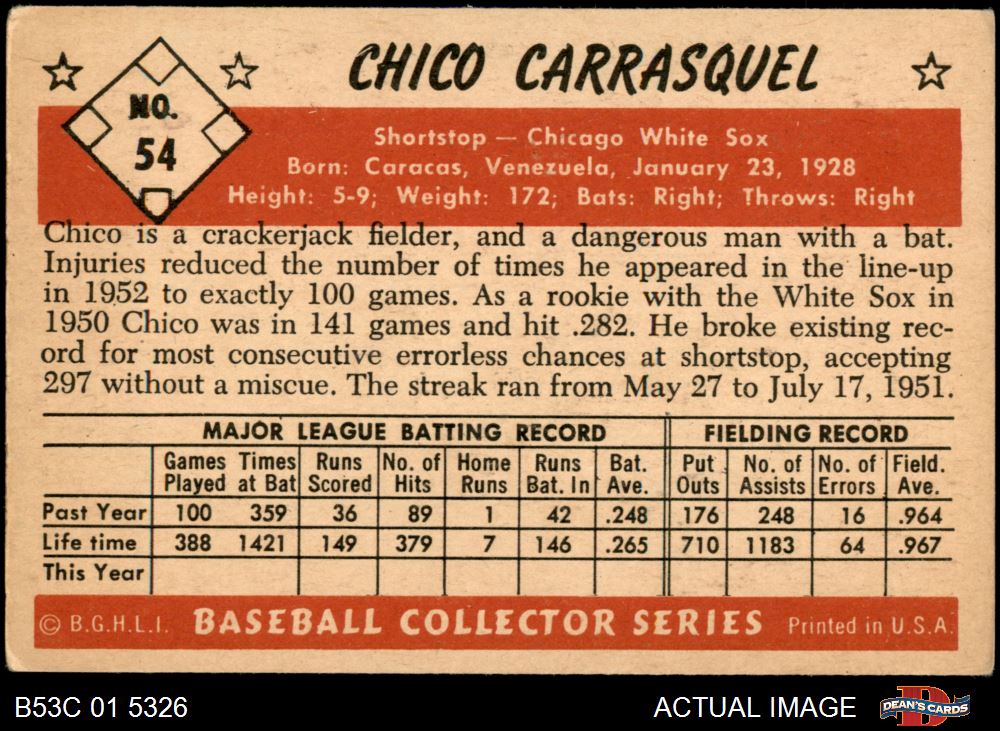 CHICO CARRASQUEL
NO.
54
Shortstop — Chicago White Sox
Born: Caracas, Venezuela, January 23, 1928
Height: 5-9; Weight: 172; Bats: Right; Throws: Right
Chico is a crackerjack fielder, and a dangerous man with a bat.
Injuries reduced the number of times he appeared in the line-up
in 1952 to exactly 100 games. As a rookie with the White Sox in
1950 Chico was in 141 games and hit .282. He broke existing rec-
ord for most consecutive errorless chances at shortstop, accepting
297 without a miscue. The streak ran from May 27 to July 17, 1951.
MAJOR LEAGUE BATTING RECORD FIELDING RECORD
Games Times Runs No. of Home Runs Bat. Put No. of No. of Field.
Played at Bat Scored Hits Runs Bat. In Ave. Outs Assists Errors Ave.
Past Year 100 359 36 89 1 42 .248 176 248 16 .964
Life time 388 1421 149 379 7 146 .265 710 1183 64 .967
This Year
© B.G.H.L.I. BASEBALL COLLECTOR SERIES Printed in U.S.A.
B53C 01 5326 ACTUAL IMAGE DEAN'S CARDS